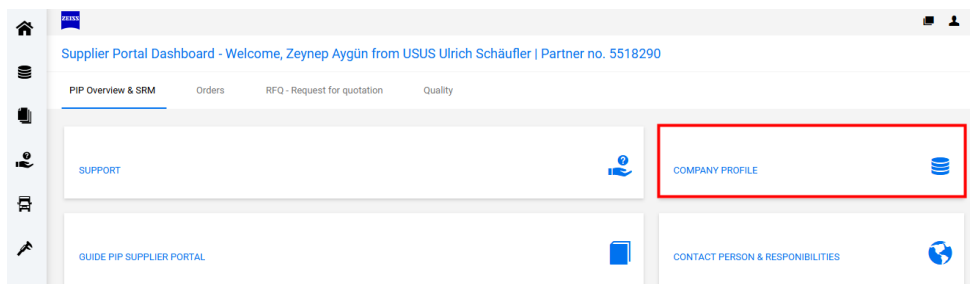 ZEISS
Supplier Portal Dashboard - Welcome, Zeynep Aygün from USUS Ulrich Schäufler | Partner no. 5518290
PIP Overview & SRM Orders RFQ - Request for quotation Quality
SUPPORT COMPANY PROFILE
GUIDE PIP SUPPLIER PORTAL CONTACT PERSON & RESPONIBILITIES